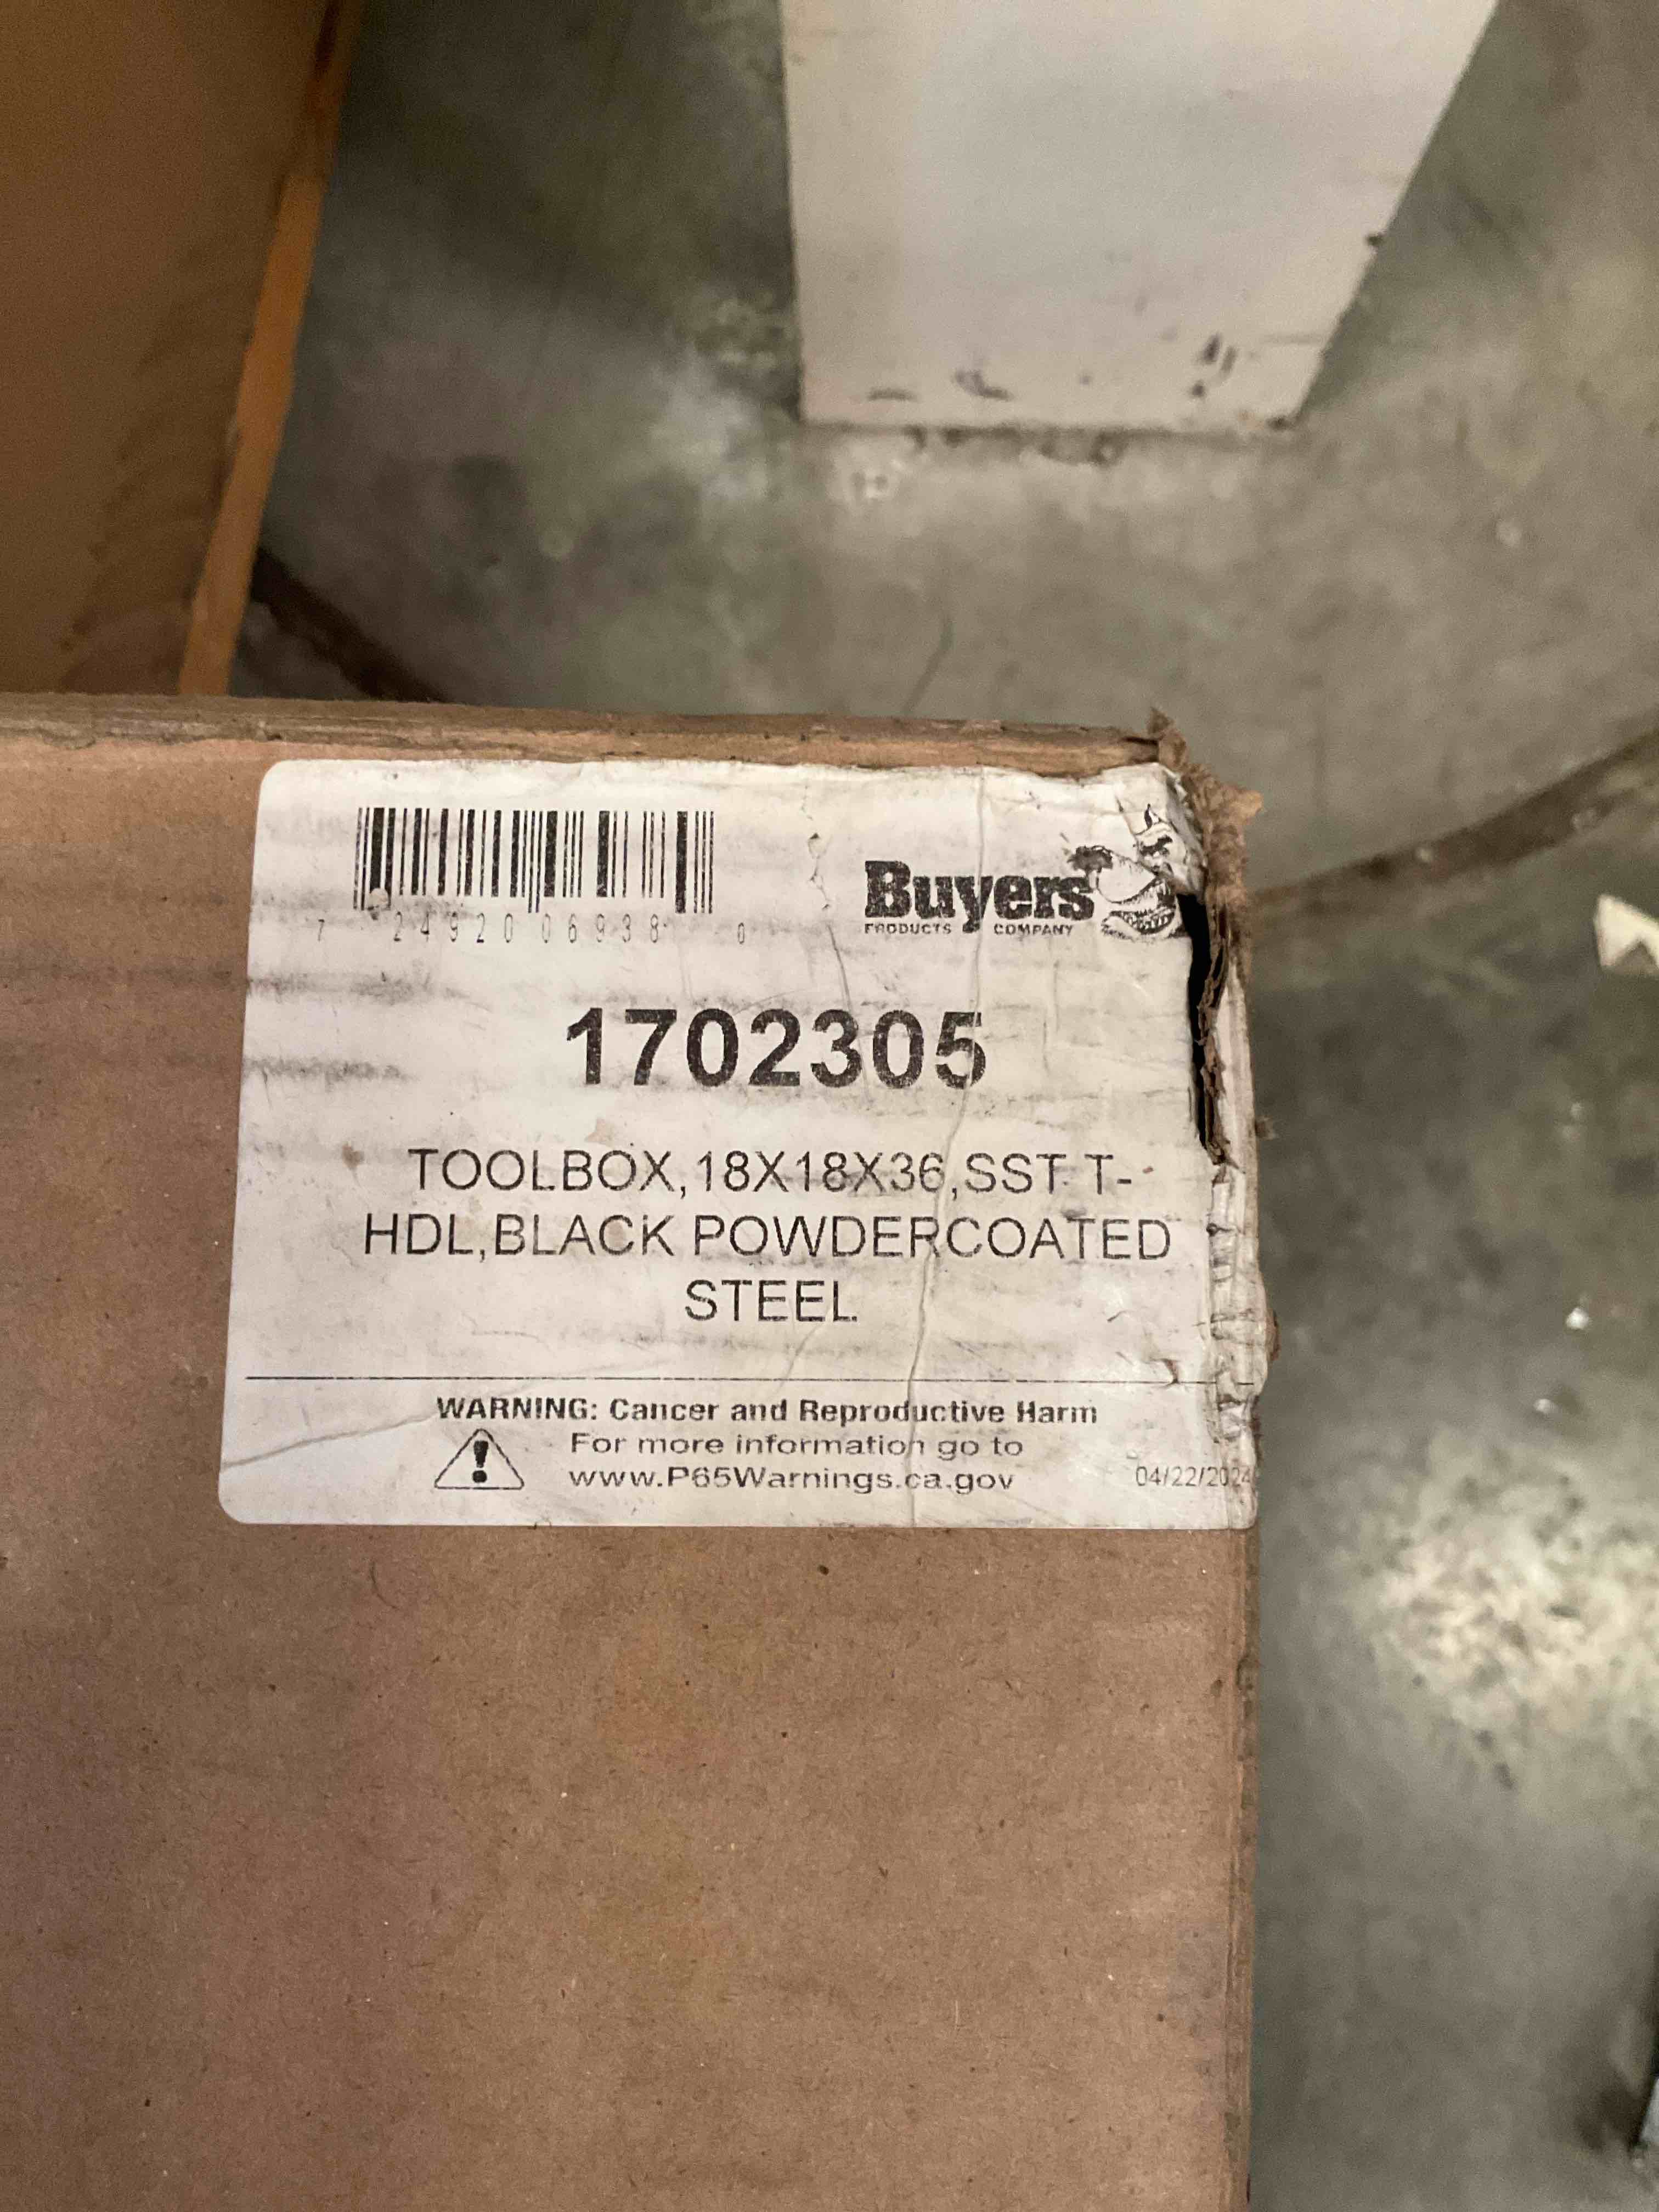 7 24920 06938 0
Buyers
PRODUCTS COMPANY
1702305
TOOLBOX,18X18X36,SST T-
HDL,BLACK POWDERCOATED
STEEL
WARNING: Cancer and Reproductive Harm
For more information go to
www.P65Warnings.ca.gov
04/22/2024